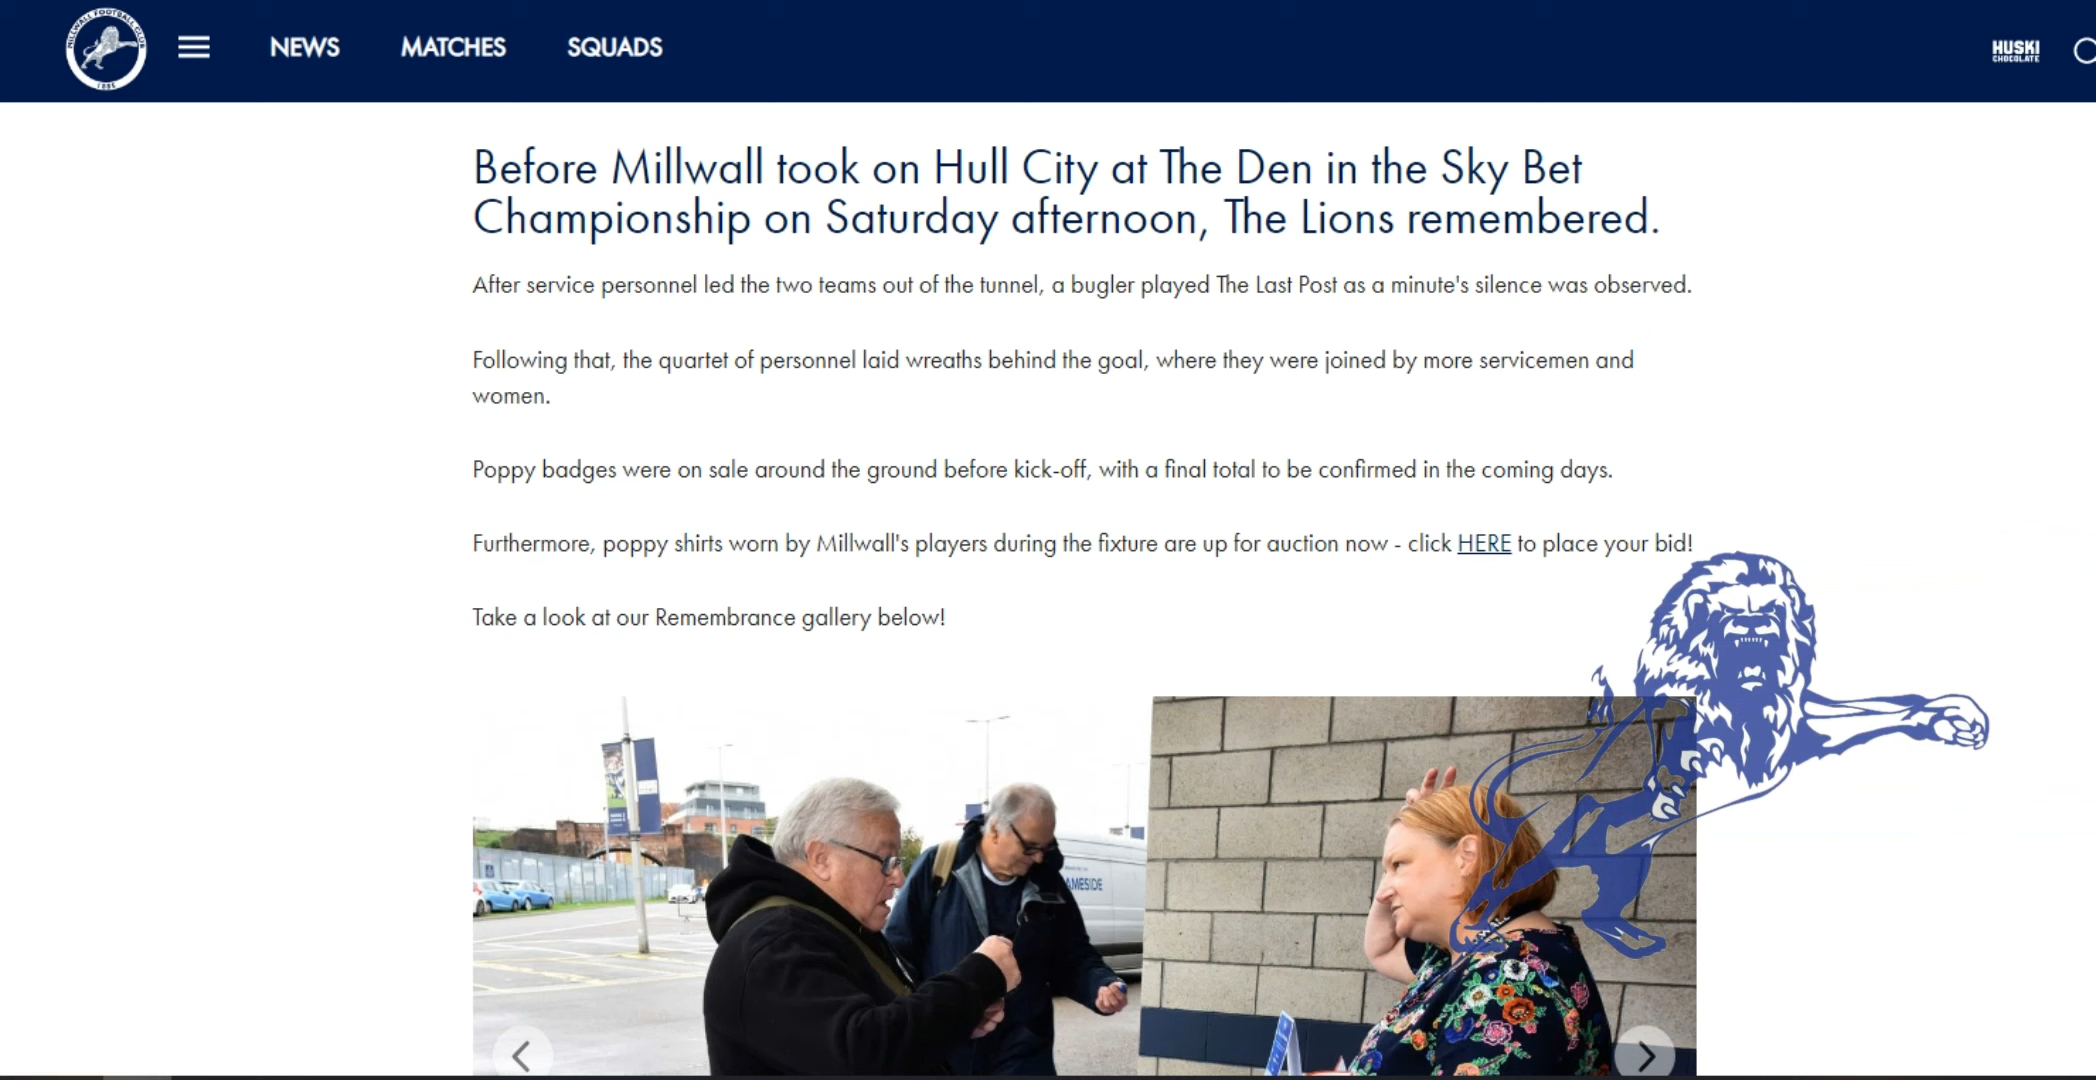 MILLWALL FOOTBALL CLUB
1885
NEWS
MATCHES
SQUADS
HUSKI
CHOCOLATE
Before Millwall took on Hull City at The Den in the Sky Bet
Championship on Saturday afternoon, The Lions remembered.
After service personnel led the two teams out of the tunnel, a bugler played The Last Post as a minute's silence was observed.
Following that, the quartet of personnel laid wreaths behind the goal, where they were joined by more servicemen and
women.
Poppy badges were on sale around the ground before kick-off, with a final total to be confirmed in the coming days.
Furthermore, poppy shirts worn by Millwall's players during the fixture are up for auction now - click HERE to place your bid!
Take a look at our Remembrance gallery below!
AMESIDE